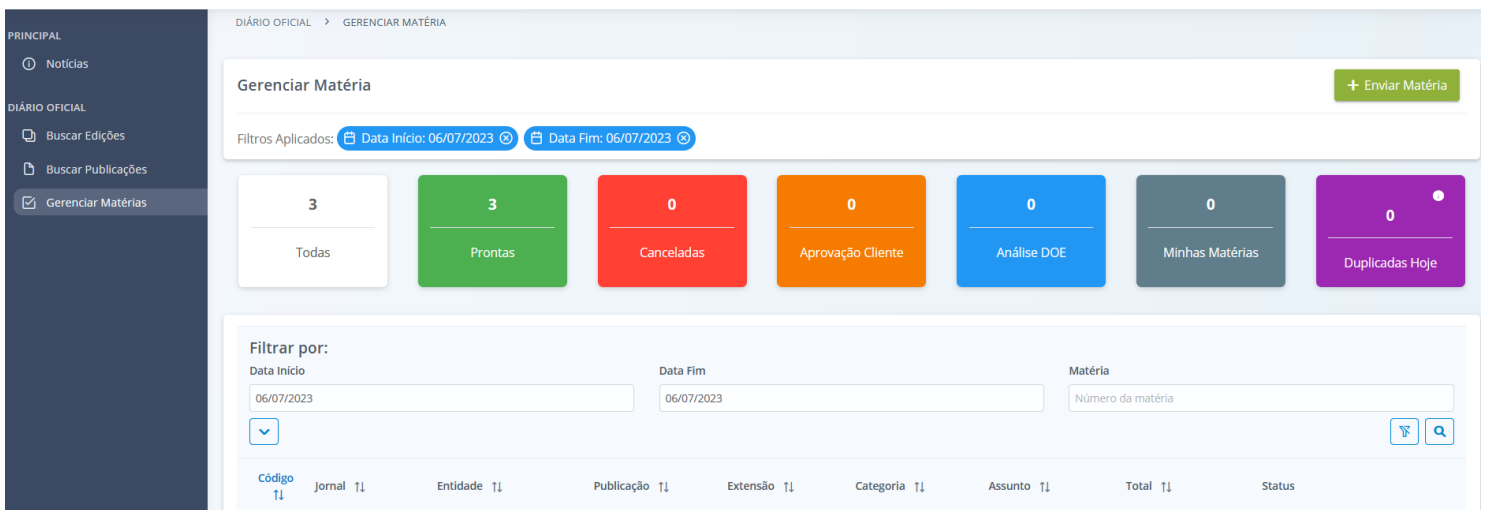 DIÁRIO OFICIAL > GERENCIAR MATÉRIA
PRINCIPAL
Notícias
DIÁRIO OFICIAL
Buscar Edições
Buscar Publicações
Gerenciar Matérias
Gerenciar Matéria
+ Enviar Matéria
Filtros Aplicados: Data Início: 06/07/2023 Data Fim: 06/07/2023
3 3 0 0 0 0 0
Todas Prontas Canceladas Aprovação Cliente Análise DOE Minhas Matérias Duplicadas Hoje
Filtrar por:
Data Início Data Fim Matéria
06/07/2023 06/07/2023 Número da matéria
Código Jornal Entidade Publicação Extensão Categoria Assunto Total Status